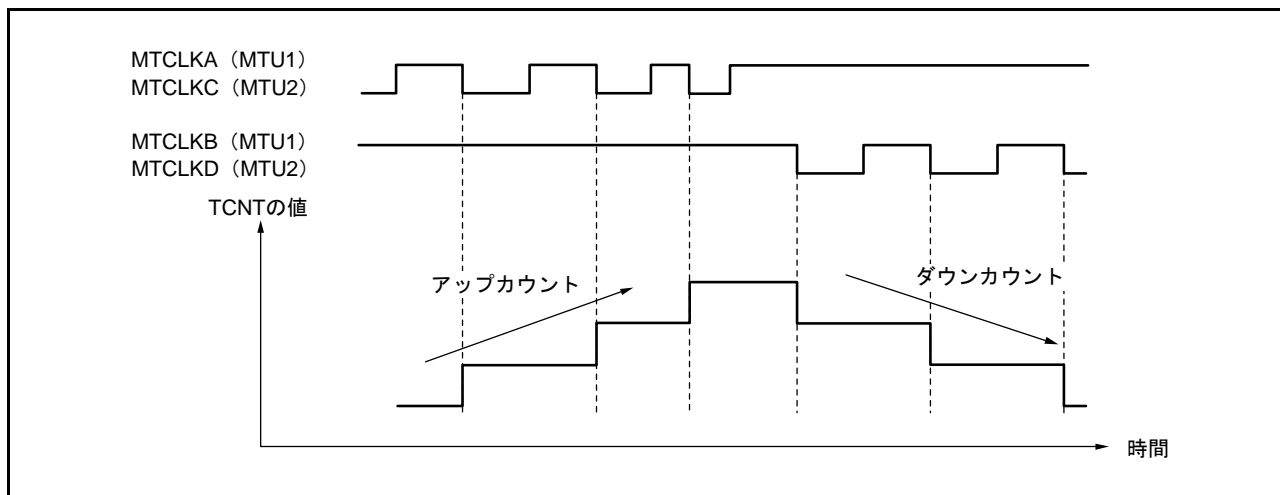 MTCLKA（MTU1）
MTCLKC（MTU2）
MTCLKB（MTU1）
MTCLKD（MTU2）
TCNTの値
アップカウント
ダウンカウント
時間